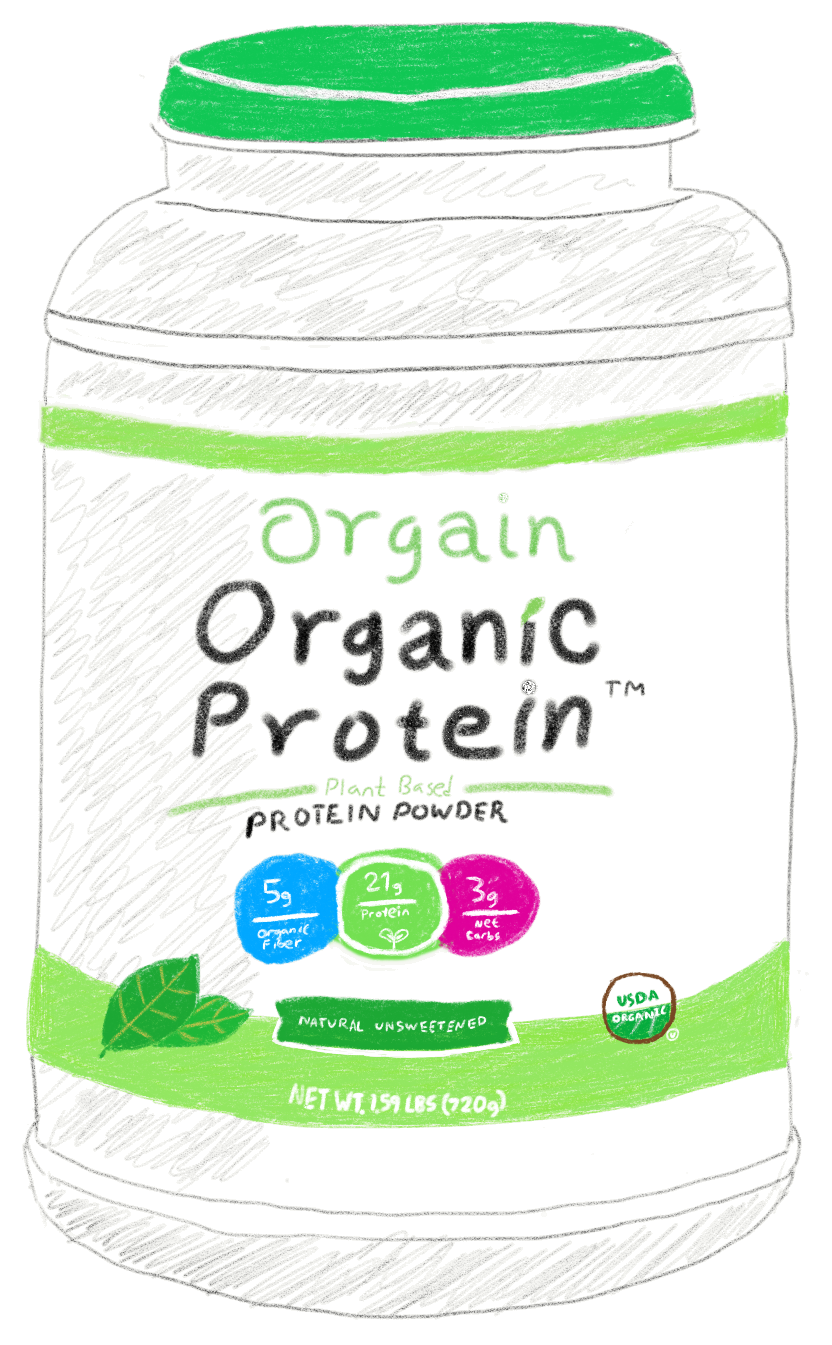 Orgain
Organic
Protein™
Plant Based
PROTEIN POWDER
5g
Organic
Fiber
21g
Protein
3g
Net
Carbs
NATURAL UNSWEETENED
USDA
ORGANIC
NET WT. 1.59 LBS (720g)